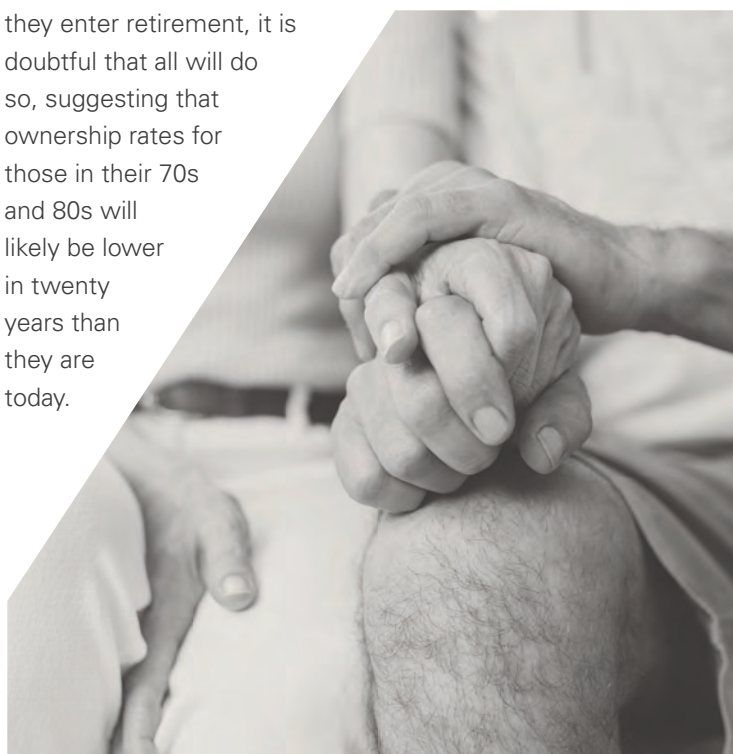 they enter retirement, it is
doubtful that all will do
so, suggesting that
ownership rates for
those in their 70s
and 80s will
likely be lower
in twenty
years than
they are
today.